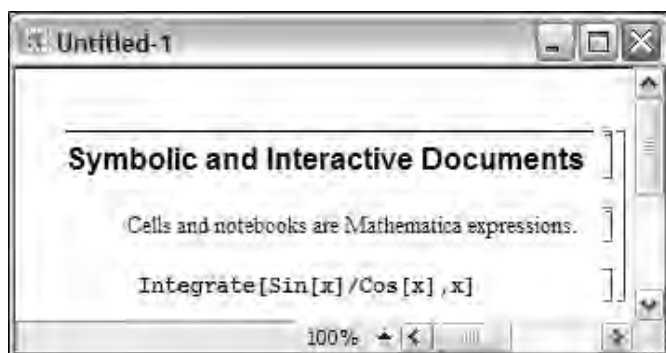 Untitled-1
Symbolic and Interactive Documents
Cells and notebooks are Mathematica expressions.
Integrate[Sin[x]/Cos[x],x]
100%